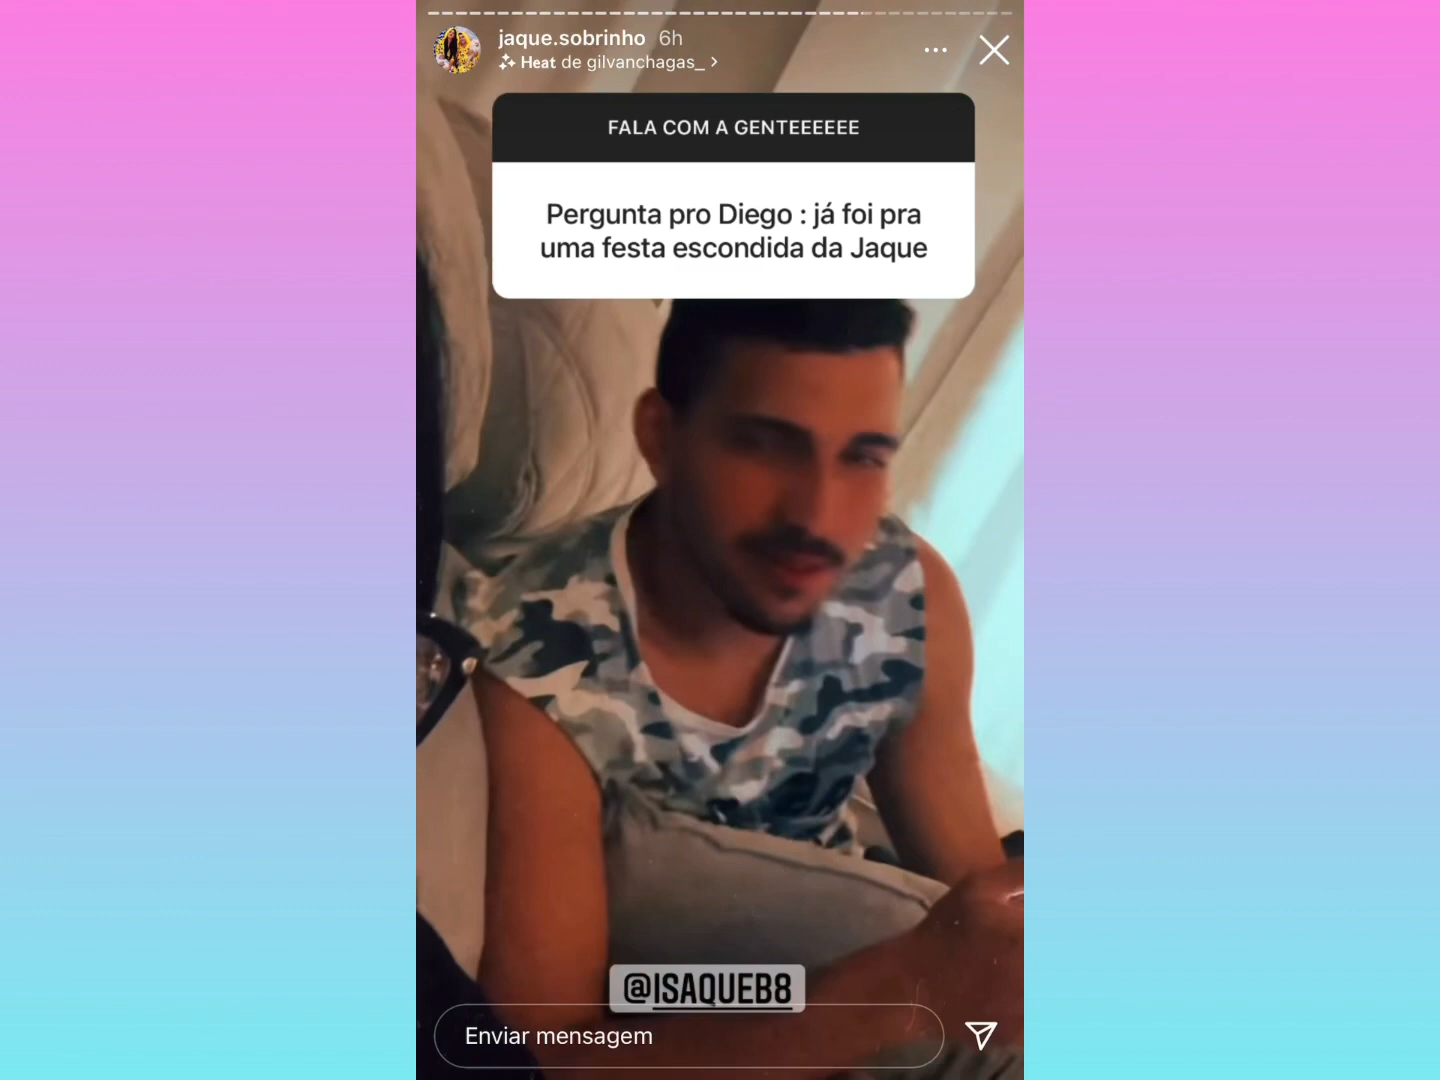 jaque.sobrinho 6h
Heat de gilvanchagas_ >
FALA COM A GENTEEEEEE
Pergunta pro Diego : já foi pra
uma festa escondida da Jaque
@ISAQUEB8
Enviar mensagem